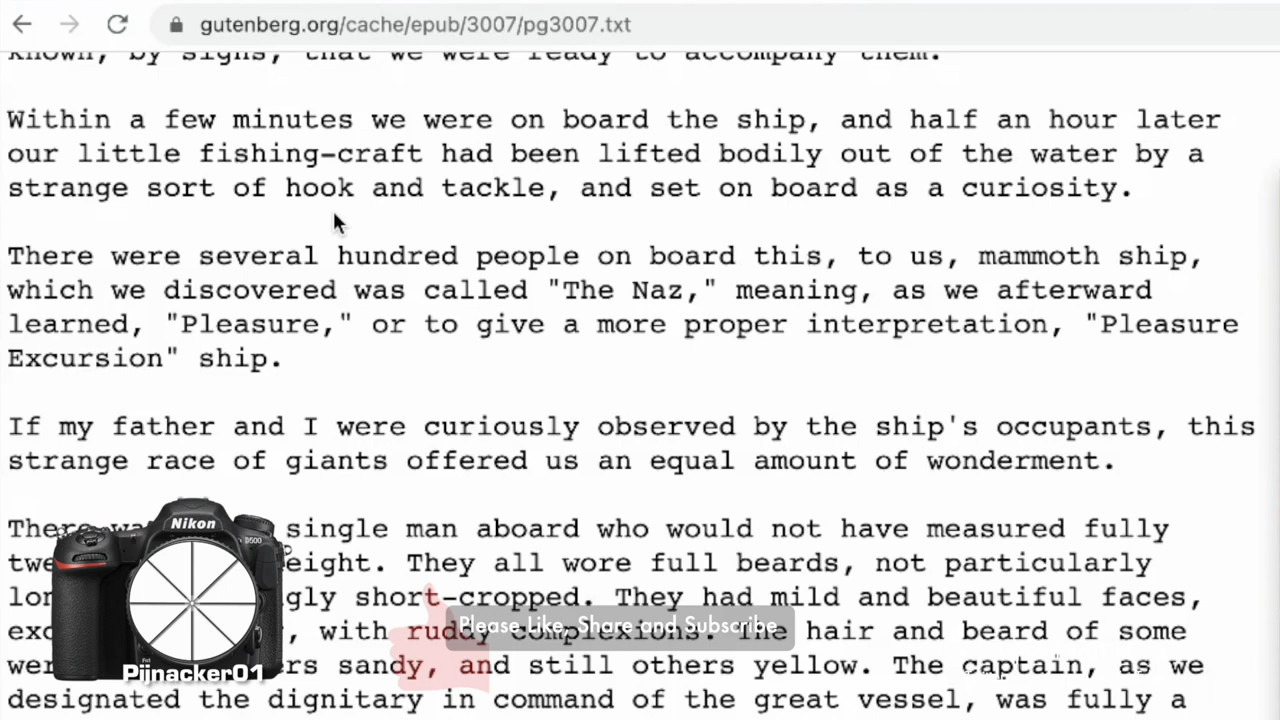 gutenberg.org/cache/epub/3007/pg3007.txt
known, by signs, that we were ready to accompany them.
Within a few minutes we were on board the ship, and half an hour later
our little fishing-craft had been lifted bodily out of the water by a
strange sort of hook and tackle, and set on board as a curiosity.
There were several hundred people on board this, to us, mammoth ship,
which we discovered was called "The Naz," meaning, as we afterward
learned, "Pleasure," or to give a more proper interpretation, "Pleasure
Excursion" ship.
If my father and I were curiously observed by the ship's occupants, this
strange race of giants offered us an equal amount of wonderment.
There single man aboard who would not have measured fully
They all wore full beards, not particularly
short-cropped. They had mild and beautiful faces,
with ruddy complexions. The hair and beard of some
sandy, and still others yellow. The captain, as we
designated the dignitary in command of the great vessel, was fully a
Nikon
D500
Pijnacker01
Please Like, Share and Subscribe